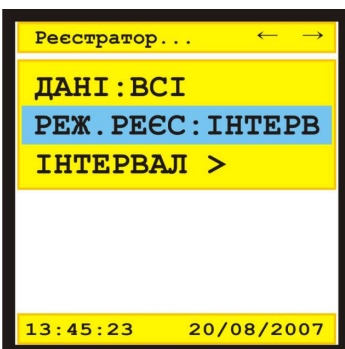 Реєстратор... ← →
ДАНІ:ВСІ
РЕЖ.РЕЄС:ІНТЕРВ
ІНТЕРВАЛ >
13:45:23 20/08/2007